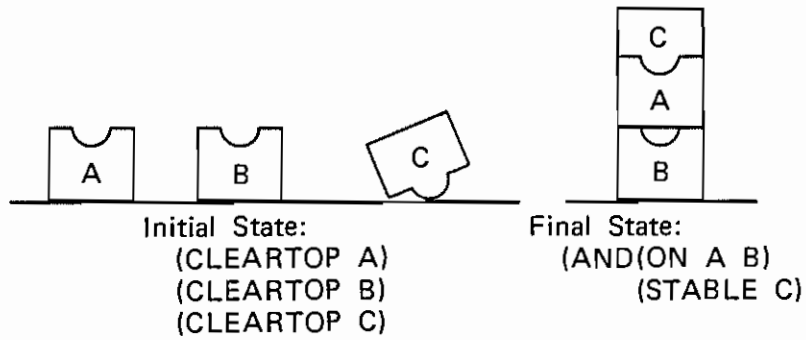 C
A
B
A
B
C
Initial State:
(CLEARTOP A)
(CLEARTOP B)
(CLEARTOP C)
Final State:
(AND(ON A B)
(STABLE C)